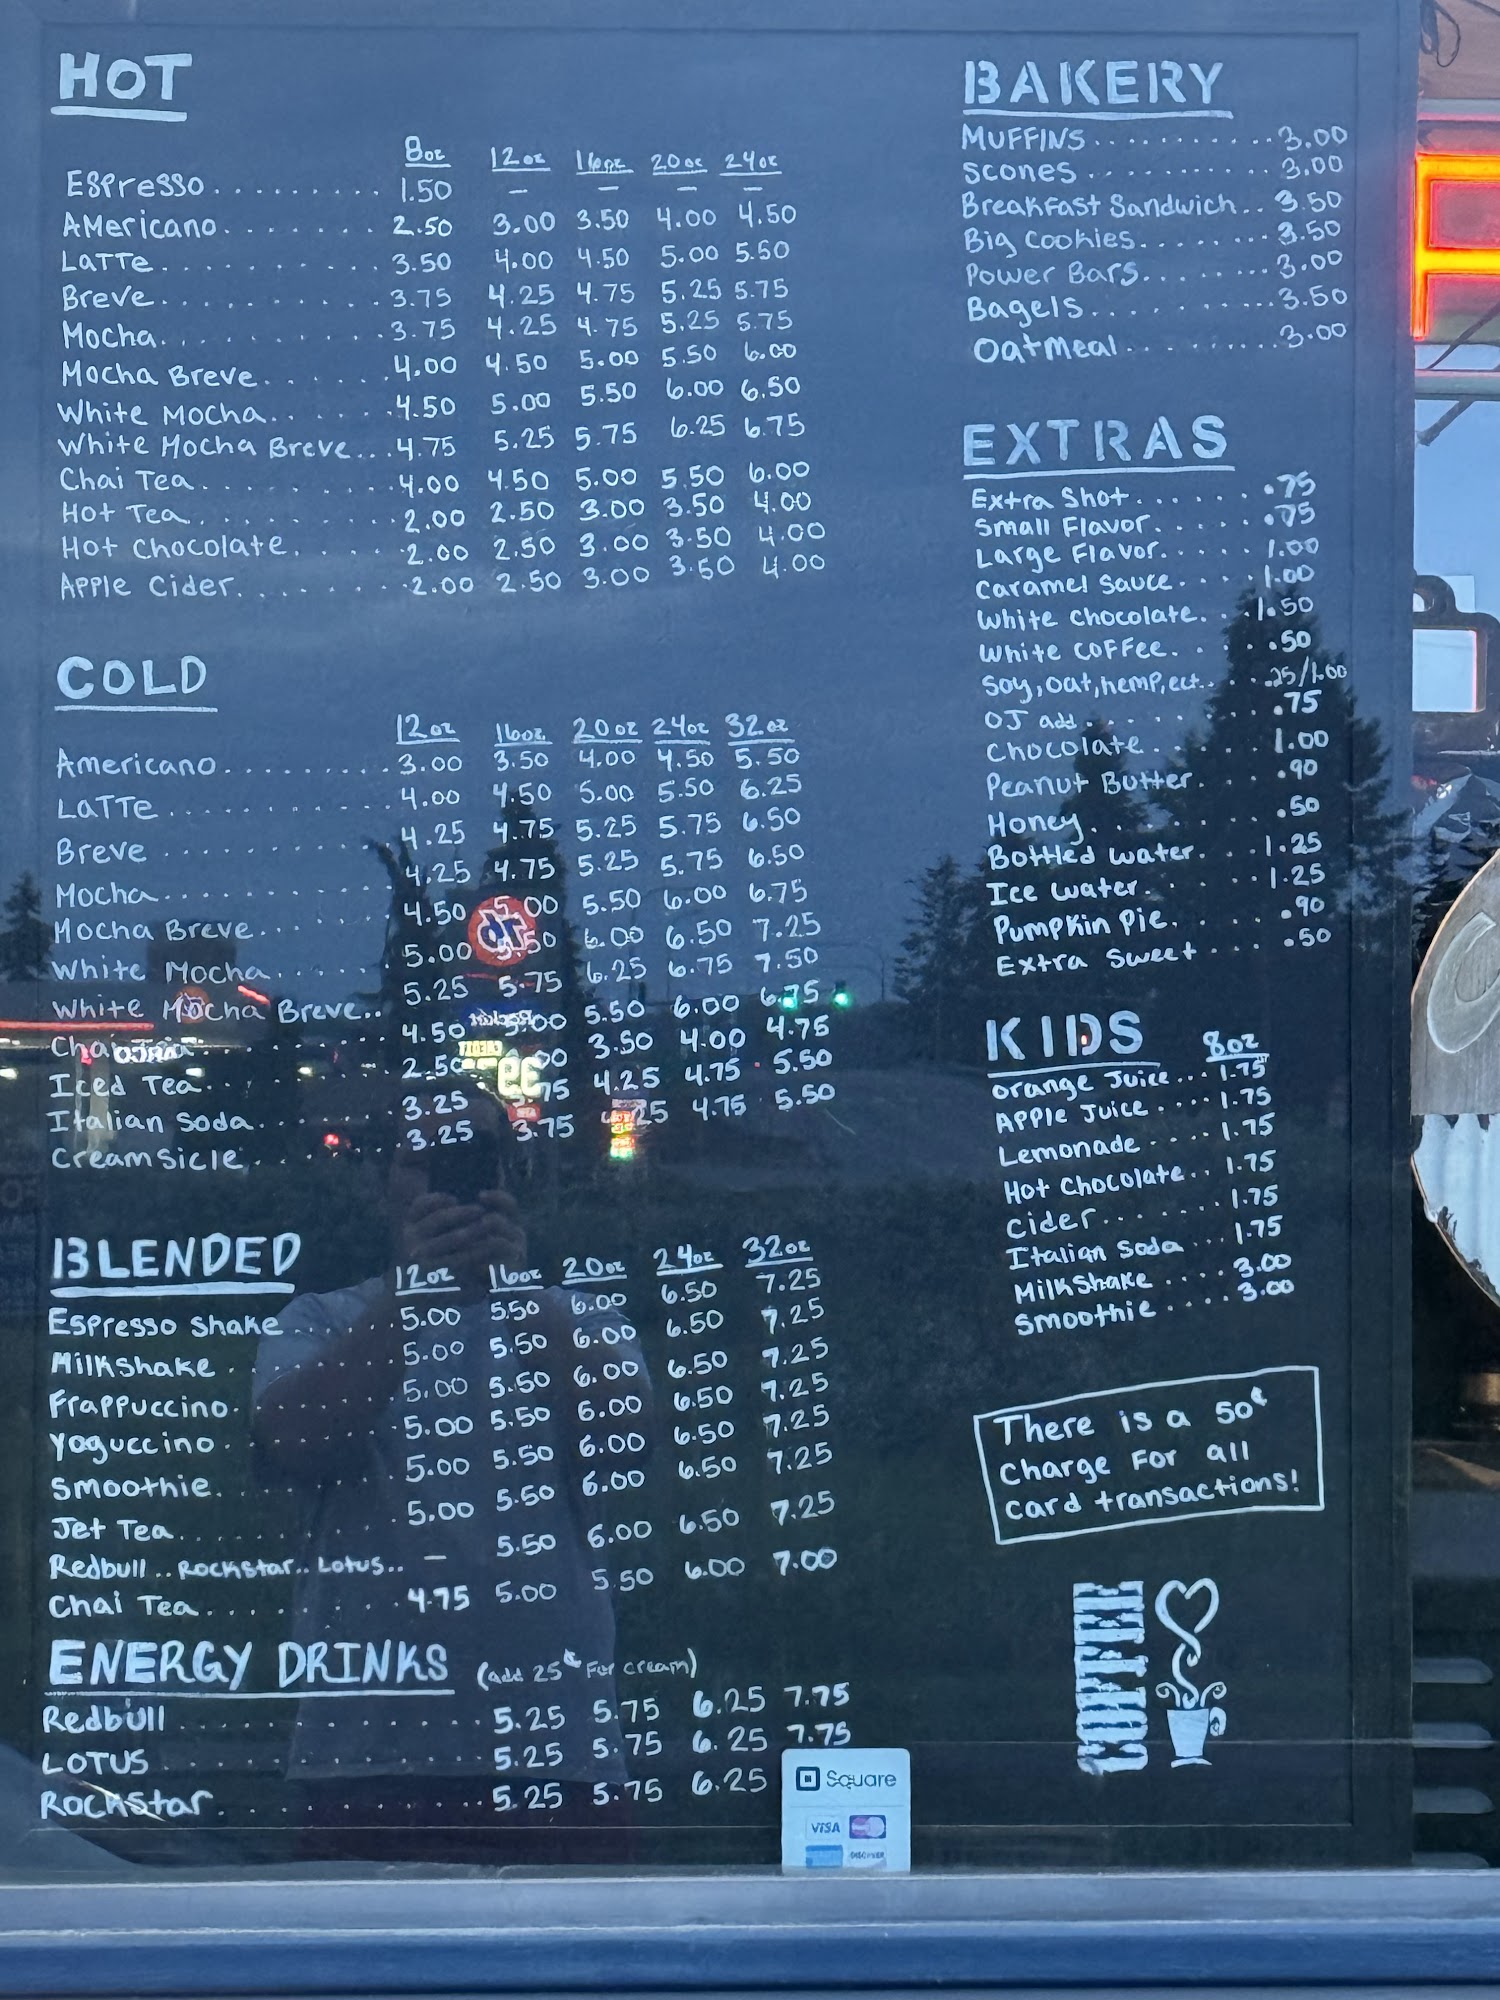 HOT
8oz 12oz 16oz 20oz 24oz
Espresso......... 1.50 – – – –
Americano........ 2.50 3.00 3.50 4.00 4.50
Latte........... 3.50 4.00 4.50 5.00 5.50
Breve........... 3.75 4.25 4.75 5.25 5.75
Mocha........... 3.75 4.25 4.75 5.25 5.75
Mocha Breve...... 4.00 4.50 5.00 5.50 6.00
White Mocha...... 4.50 5.00 5.50 6.00 6.50
White Mocha Breve... 4.75 5.25 5.75 6.25 6.75
Chai Tea......... 4.00 4.50 5.00 5.50 6.00
Hot Tea......... 2.00 2.50 3.00 3.50 4.00
Hot Chocolate..... 2.00 2.50 3.00 3.50 4.00
Apple Cider....... 2.00 2.50 3.00 3.50 4.00
COLD
12oz 16oz 20oz 24oz 32oz
Americano......... 3.00 3.50 4.00 4.50 5.50
Latte........... 4.00 4.50 5.00 5.50 6.25
Breve.......... 4.25 4.75 5.25 5.75 6.50
Mocha.......... 4.25 4.75 5.25 5.75 6.50
Mocha Breve...... 4.50 5.00 5.50 6.00 6.75
White Mocha...... 5.00 5.50 6.00 6.50 7.25
White Mocha Breve.. 5.25 5.75 6.25 6.75 7.50
Chai Tea......... 4.50 5.00 5.50 6.00 6.75
Iced Tea......... 2.50 3.50 4.00 4.75
Italian Soda....... 3.25 3.75 4.25 4.75 5.50
Creamsicle........ 3.25 3.75 4.25 4.75 5.50
BLENDED
12oz 16oz 20oz 24oz 32oz
Espresso Shake...... 5.00 5.50 6.00 6.50 7.25
Milkshake......... 5.00 5.50 6.00 6.50 7.25
Frappuccino........ 5.00 5.50 6.00 6.50 7.25
Yoguccino......... 5.00 5.50 6.00 6.50 7.25
Smoothie.......... 5.00 5.50 6.00 6.50 7.25
Jet Tea........... 5.00 5.50 6.00 6.50 7.25
Redbull..Rockstar..Lotus.. – 5.50 6.00 6.50 7.25
Chai Tea.......... 4.75 5.00 5.50 6.00 7.00
ENERGY DRINKS (add 25¢ For cream)
Redbull............ 5.25 5.75 6.25 7.75
LOTUS............. 5.25 5.75 6.25 7.75
Rockstar........... 5.25 5.75 6.25
BAKERY
MUFFINS........... 3.00
Scones........... 3.00
Breakfast Sandwich.. 3.50
Big Cookies........ 3.50
Power Bars........ 3.00
Bagels........... 3.50
Oatmeal.......... 3.00
EXTRAS
Extra Shot...... .75
Small Flavor..... .75
Large Flavor..... 1.00
Caramel Sauce.... 1.00
White Chocolate... 1.50
White Coffee..... .50
Soy, oat, hemp, ect... .25/1.00
OJ add........ .75
Chocolate...... 1.00
Peanut Butter... .90
Honey........ .50
Bottled Water... 1.25
Ice Water..... 1.25
Pumpkin Pie.... .90
Extra Sweet.... .50
KIDS 8oz
Orange Juice... 1.75
Apple Juice.... 1.75
Lemonade.... 1.75
Hot Chocolate.. 1.75
Cider....... 1.75
Italian Soda... 1.75
Milkshake.... 3.00
Smoothie.... 3.00
There is a 50¢
Charge For all
Card transactions!
COFFEE
Square
VISA
DISCOVER